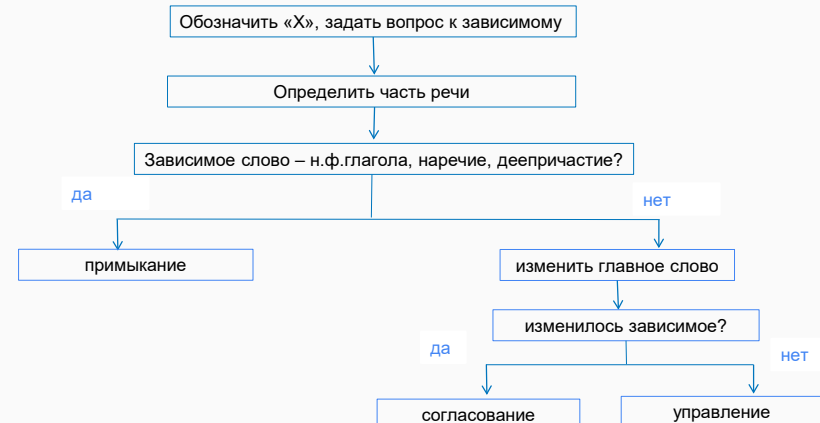 Обозначить «Х», задать вопрос к зависимому
Определить часть речи
Зависимое слово – н.ф.глагола, наречие, деепричастие?
да
нет
примыкание
изменить главное слово
изменилось зависимое?
да
нет
согласование
управление